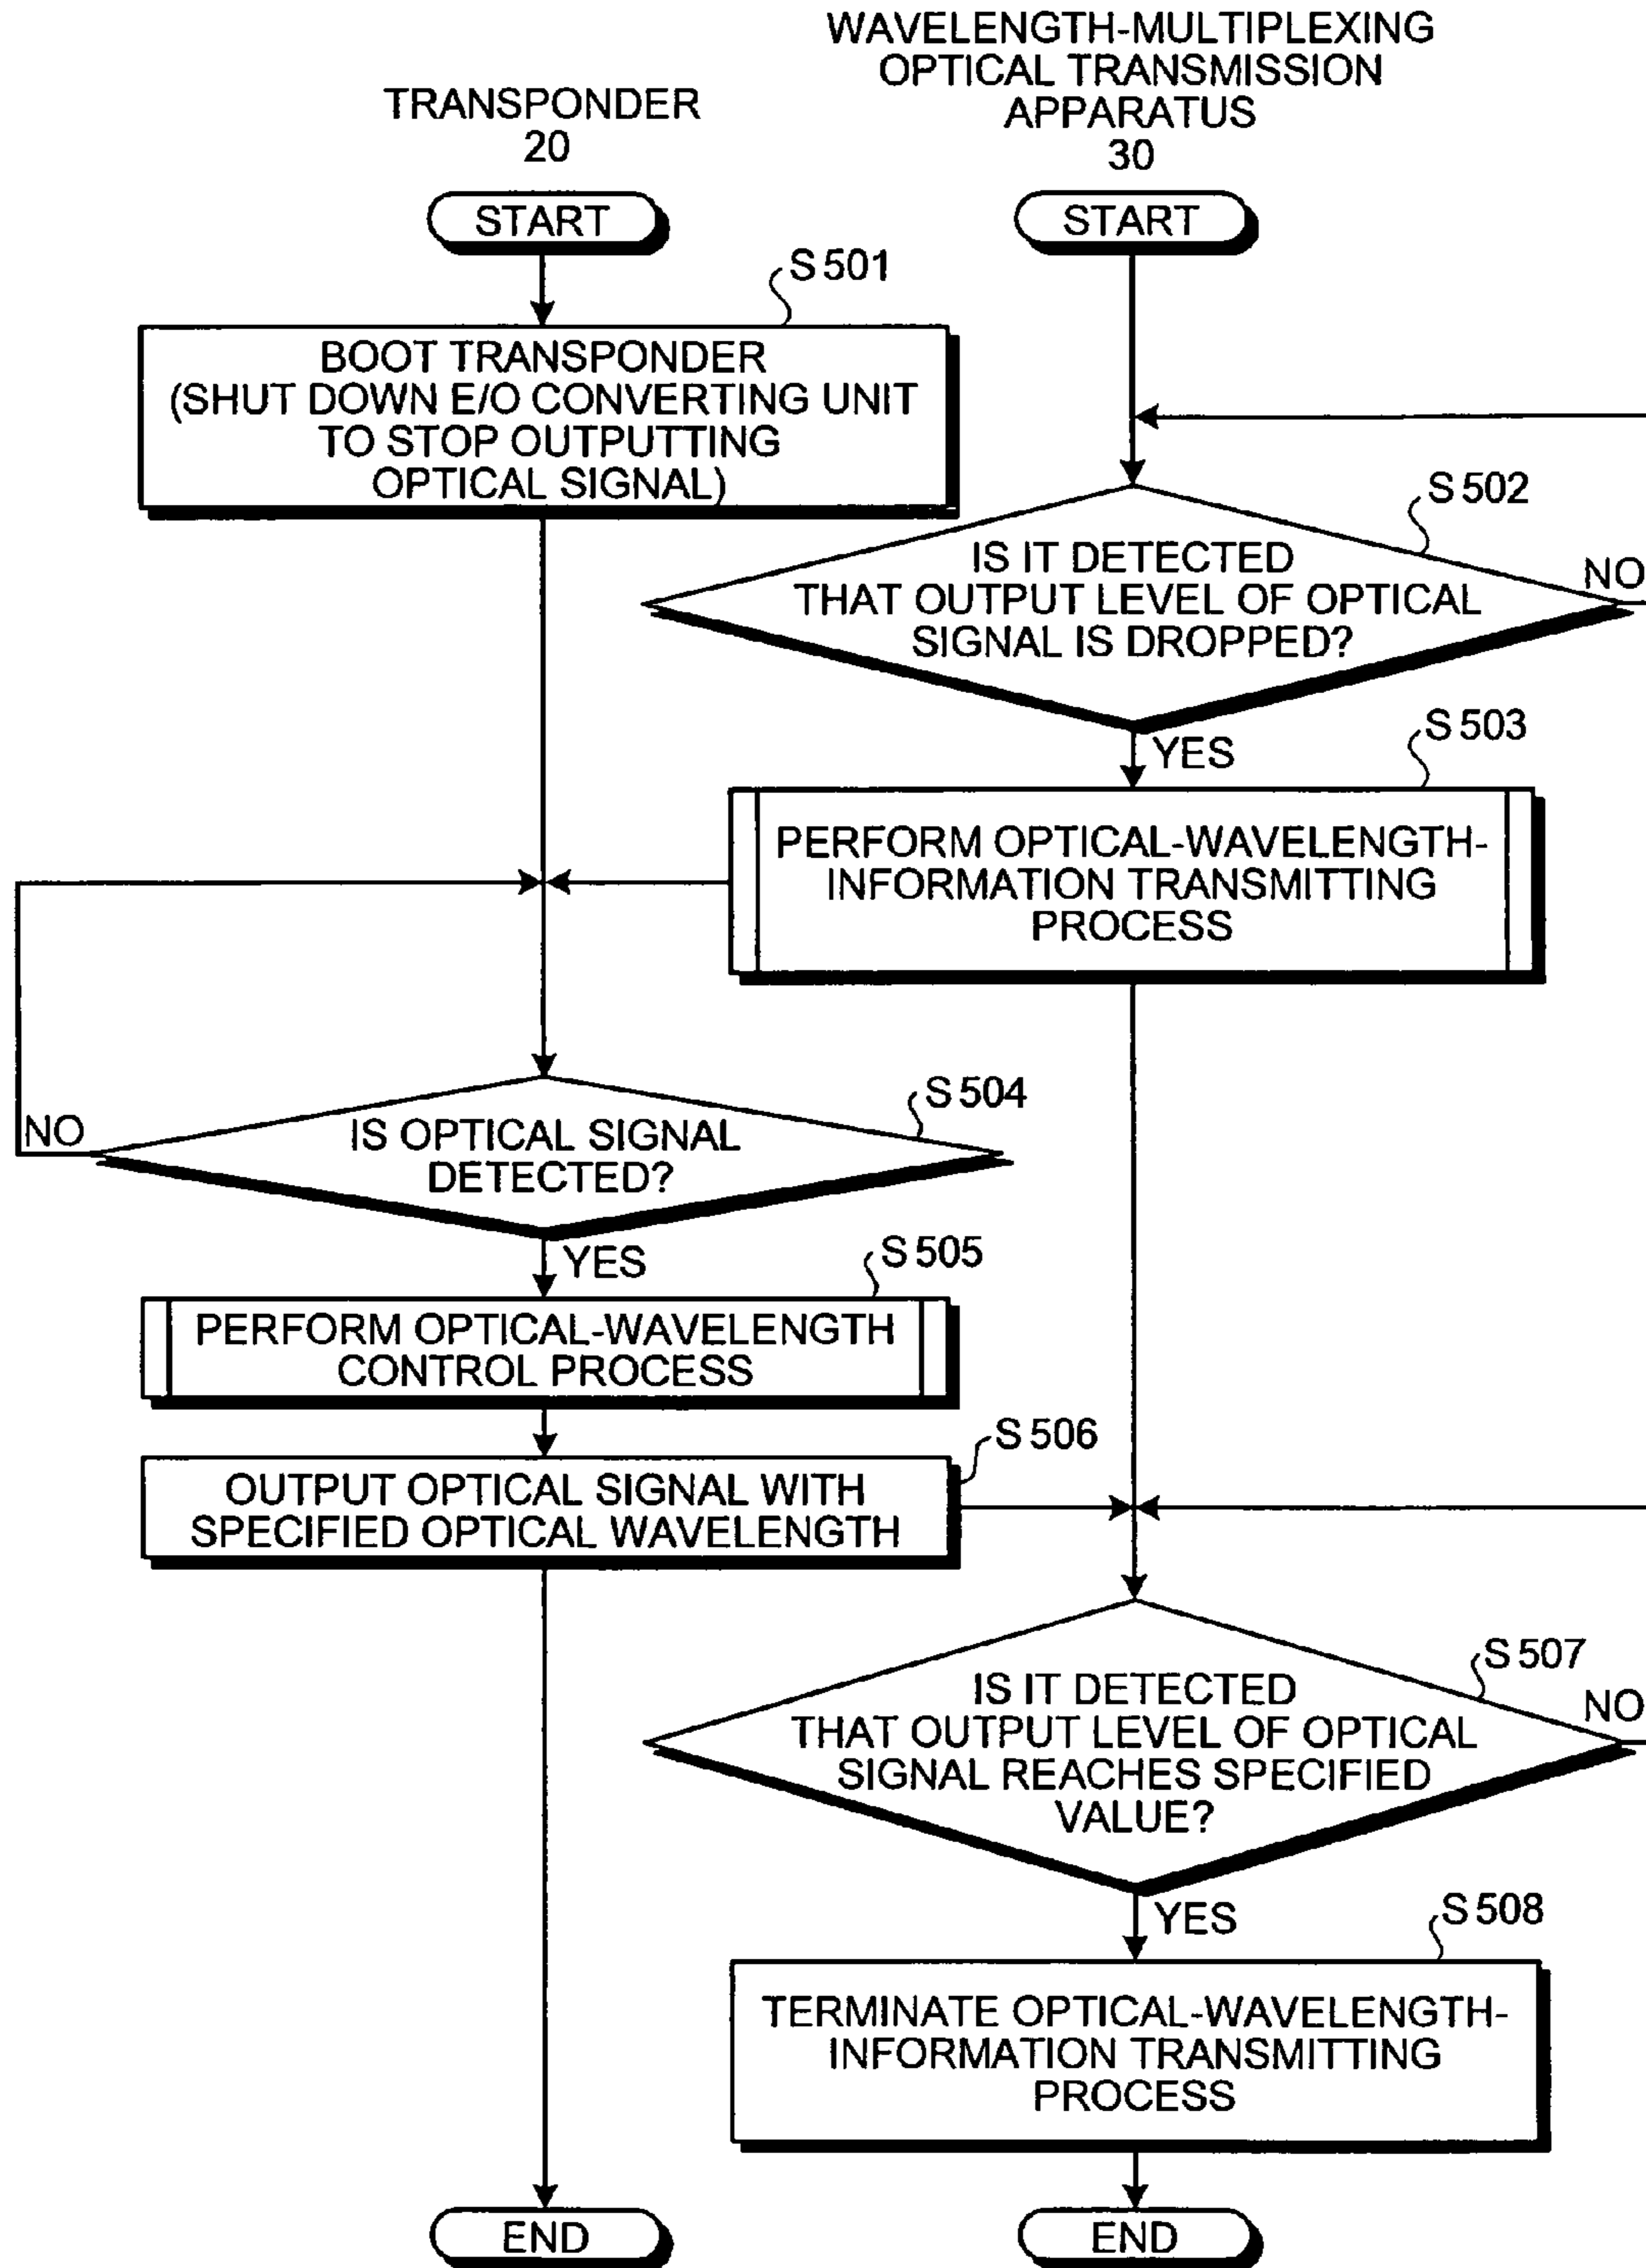 WAVELENGTH-MULTIPLEXING
OPTICAL TRANSMISSION
APPARATUS
30
TRANSPONDER
20
START
START
S501
BOOT TRANSPONDER
(SHUT DOWN E/O CONVERTING UNIT
TO STOP OUTPUTTING
OPTICAL SIGNAL)
S502
IS IT DETECTED
THAT OUTPUT LEVEL OF OPTICAL
SIGNAL IS DROPPED?
NO
YES
S503
PERFORM OPTICAL-WAVELENGTH-
INFORMATION TRANSMITTING
PROCESS
S504
IS OPTICAL SIGNAL
DETECTED?
NO
YES
S505
PERFORM OPTICAL-WAVELENGTH
CONTROL PROCESS
S506
OUTPUT OPTICAL SIGNAL WITH
SPECIFIED OPTICAL WAVELENGTH
S507
IS IT DETECTED
THAT OUTPUT LEVEL OF OPTICAL
SIGNAL REACHES SPECIFIED
VALUE?
NO
YES
S508
TERMINATE OPTICAL-WAVELENGTH-
INFORMATION TRANSMITTING
PROCESS
END
END